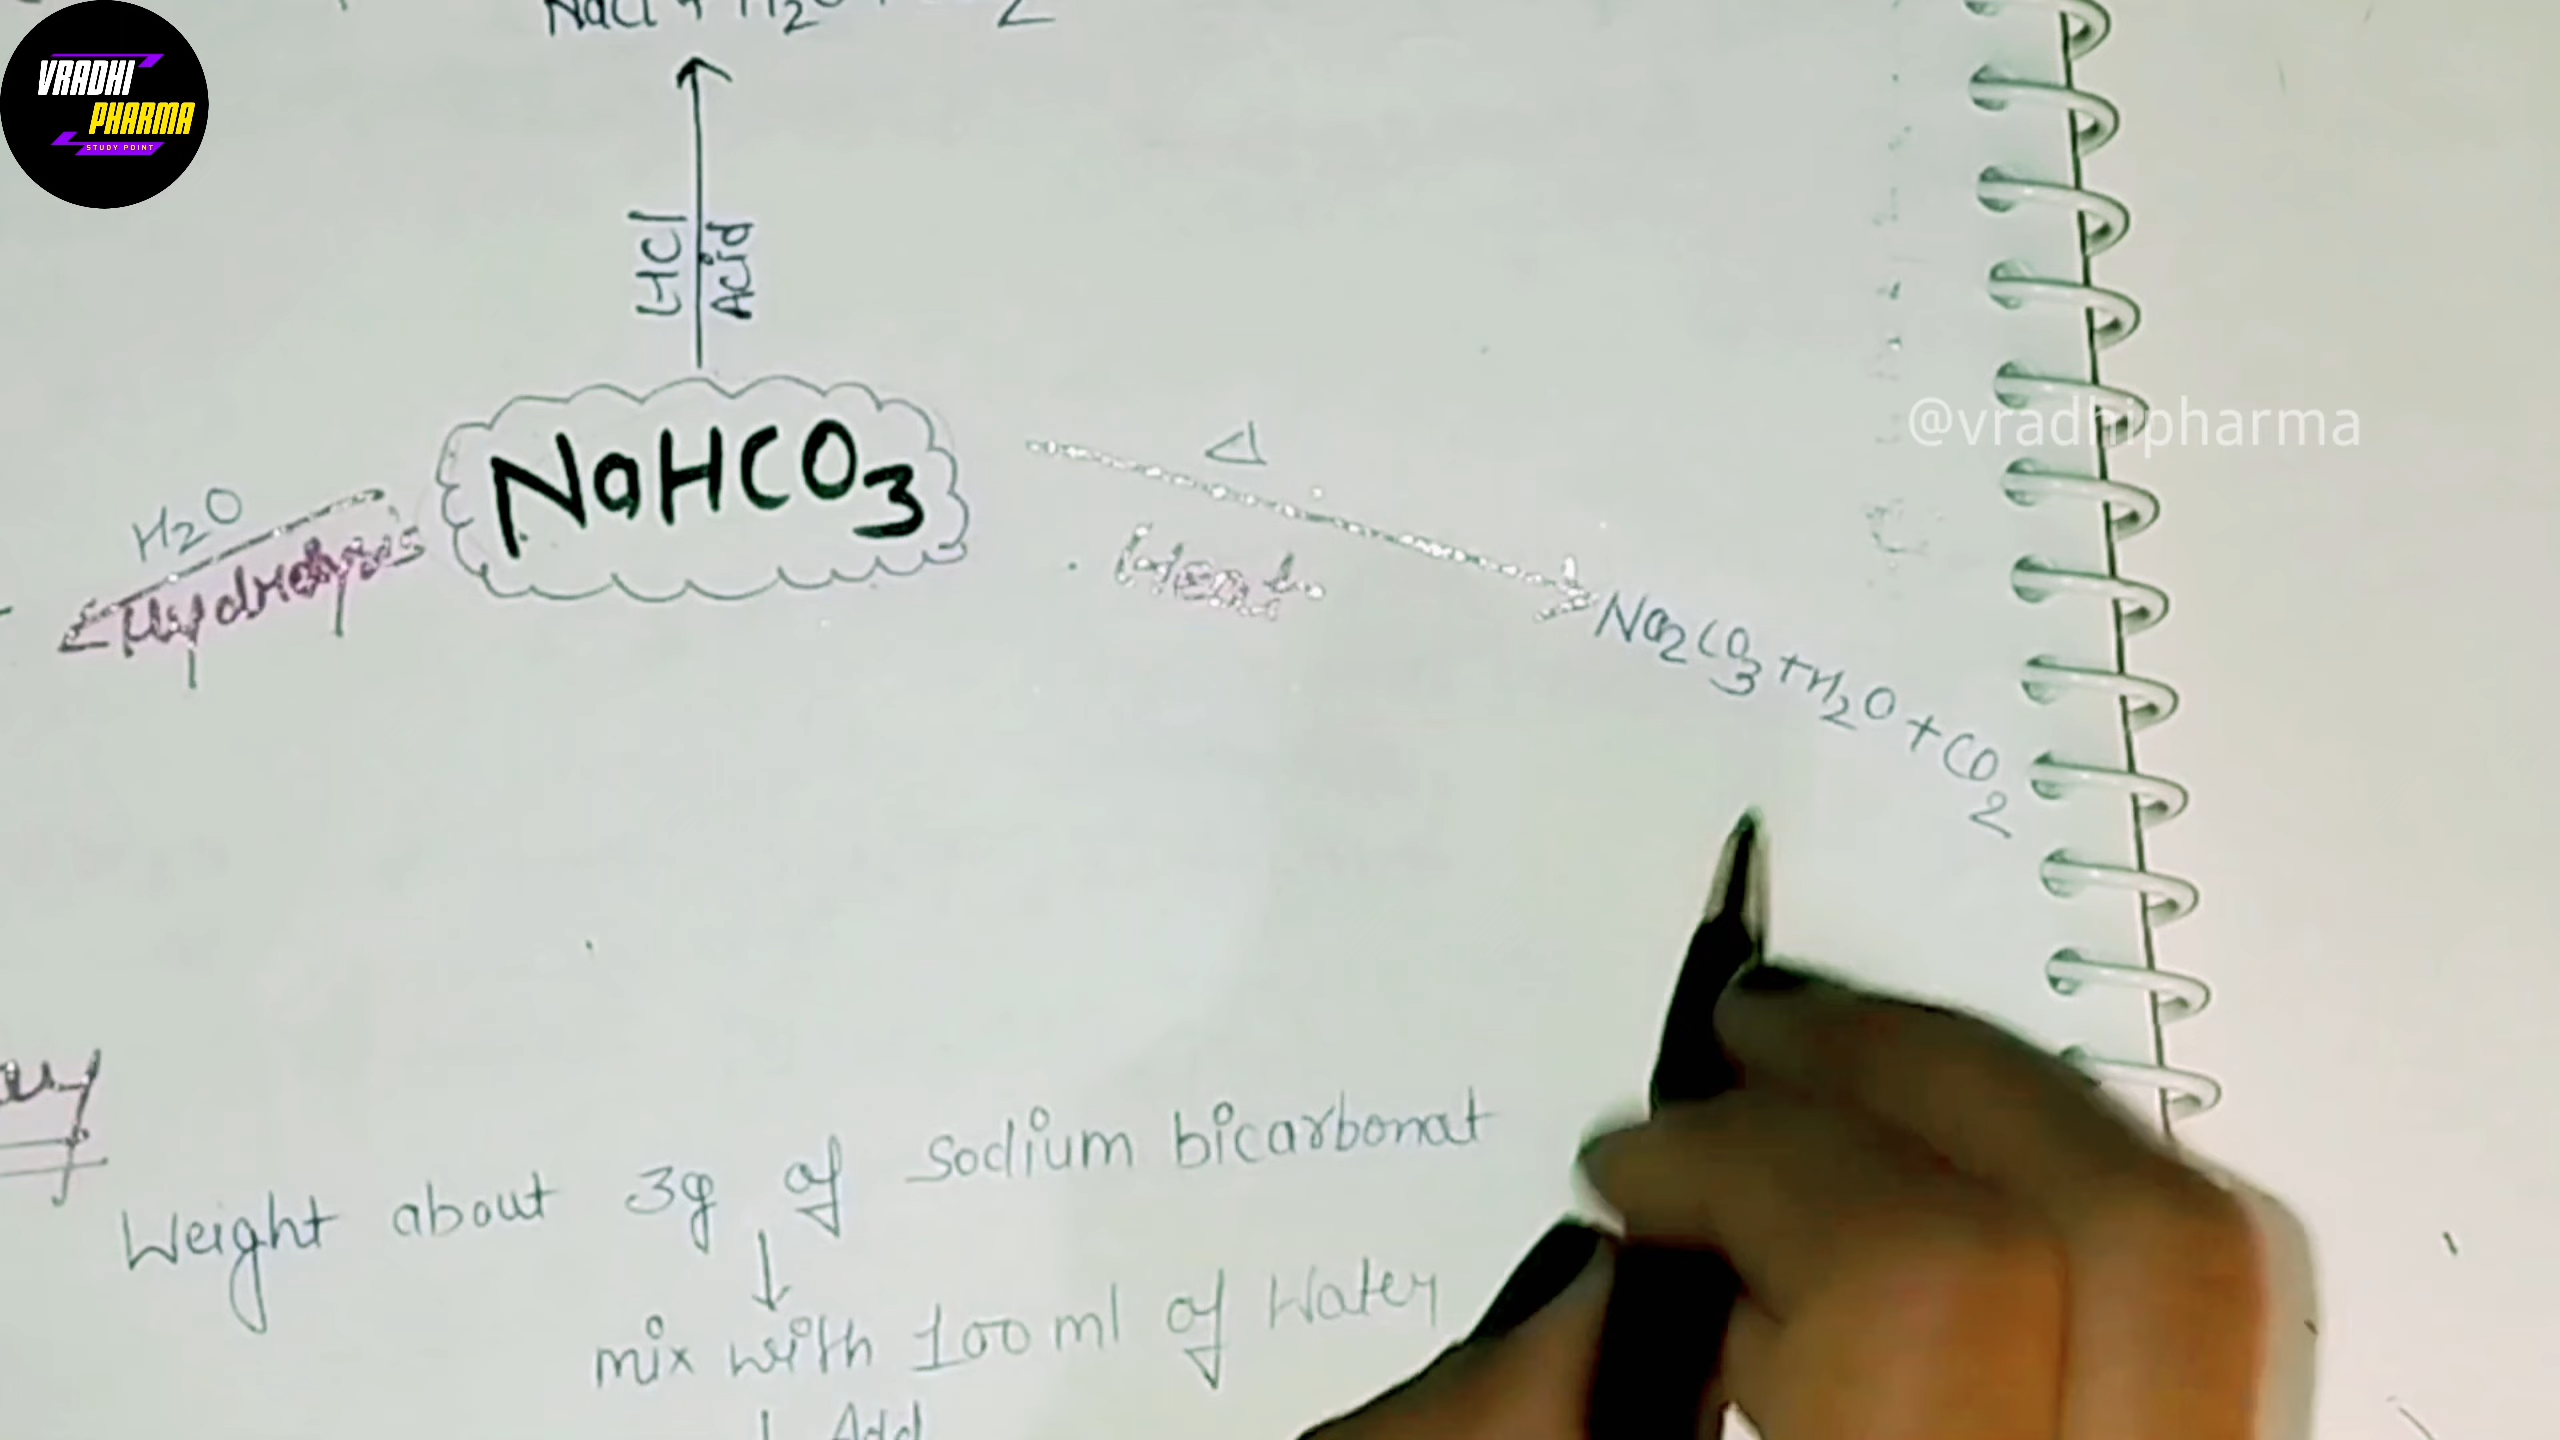 NaCl + H2O +
VRADHI
PHARMA
STUDY POINT
HCl
Acid
@vradhipharma
NaHCO3
H2O
Hydrolysis
Δ
Heat
Na2CO3 + H2O + CO2
Weight about 3g of sodium bicarbonat
↓
mix with 100 ml of Water
Add